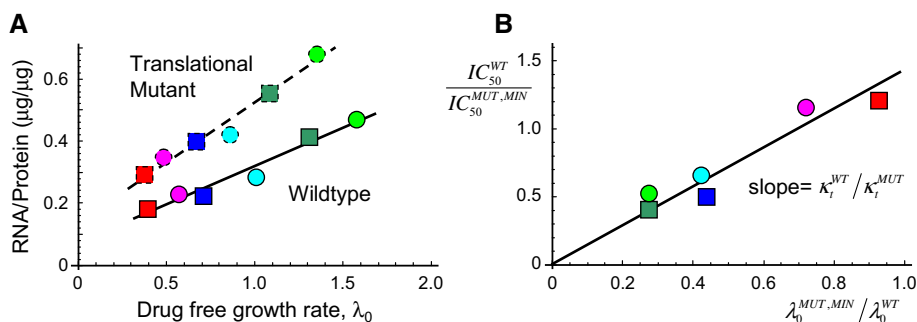 A
RNA/Protein (μg/μg)
0.6
0.4
0.2
0
Translational
Mutant
Wildtype
0 0.5 1.0 1.5 2.0
Drug free growth rate, λ0
B
IC50^WT
IC50^MUT,MIN
1.5
1.0
0.5
0
slope= κt^WT / κt^MUT
0 0.2 0.4 0.6 0.8 1.0
λ0^MUT,MIN / λ0^WT